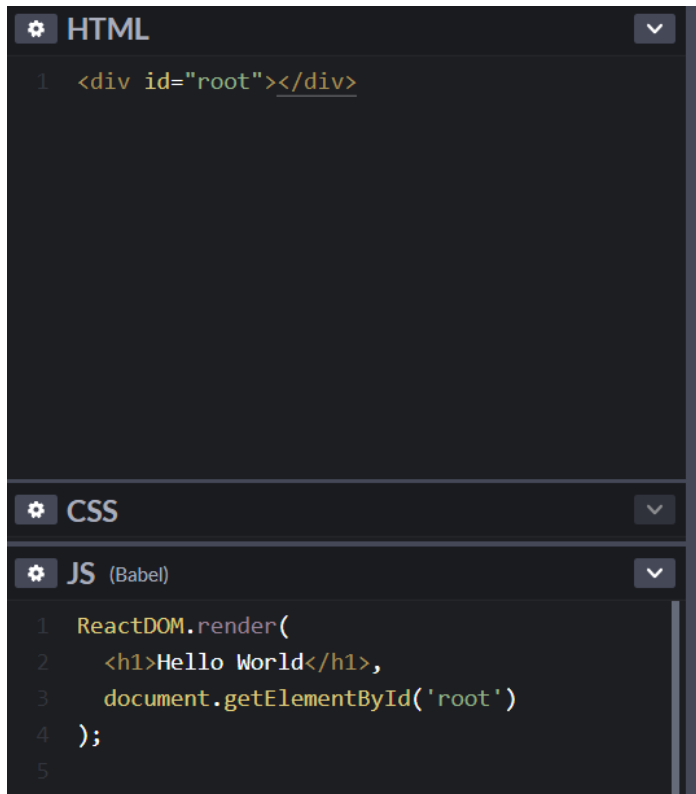 HTML
1 <div id="root"></div>
CSS
JS (Babel)
1 ReactDOM.render(
2   <h1>Hello World</h1>,
3   document.getElementById('root')
4 );
5